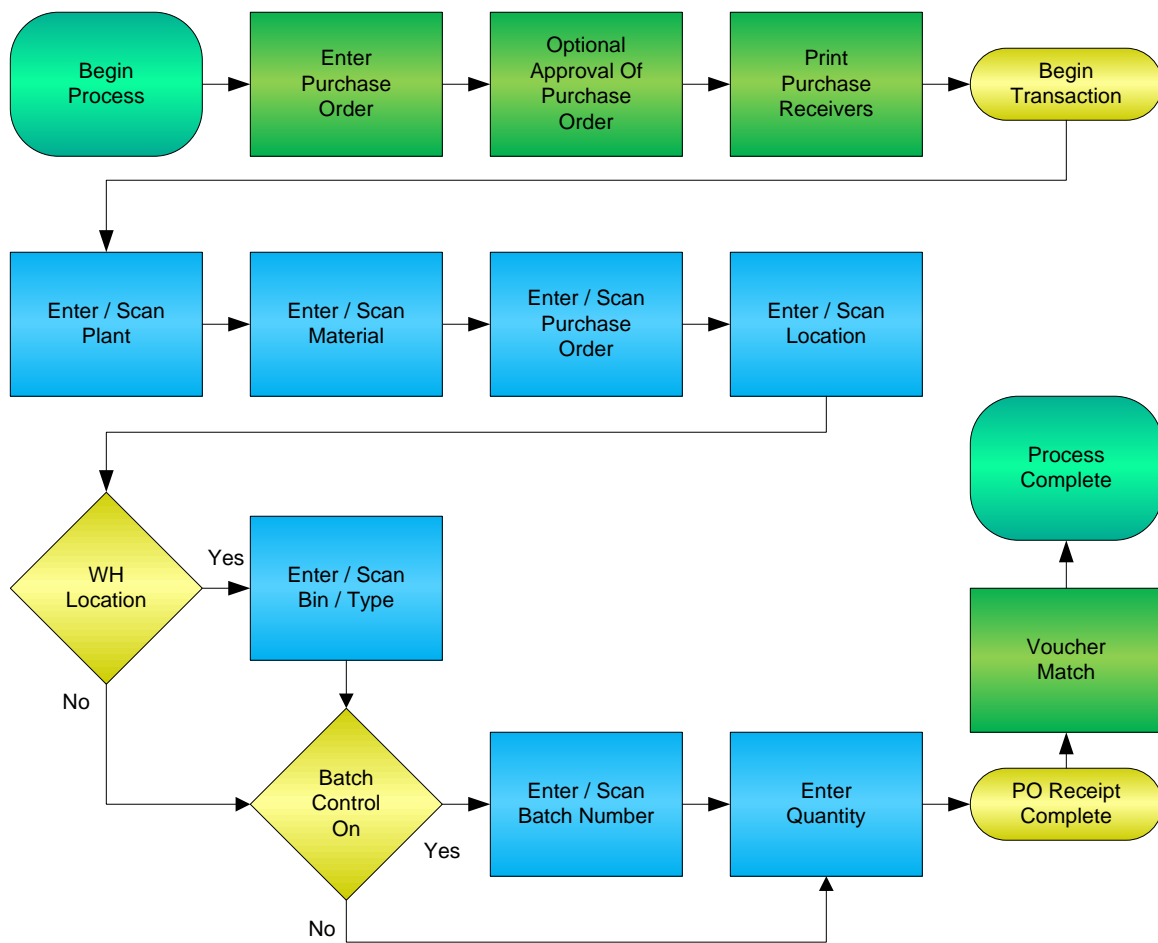 Begin
Process
Enter
Purchase
Order
Optional
Approval Of
Purchase
Order
Print
Purchase
Receivers
Begin
Transaction
Enter / Scan
Plant
Enter / Scan
Material
Enter / Scan
Purchase
Order
Enter / Scan
Location
WH
Location
Yes
No
Enter / Scan
Bin / Type
Batch
Control
On
Yes
No
Enter / Scan
Batch Number
Enter
Quantity
PO Receipt
Complete
Voucher
Match
Process
Complete